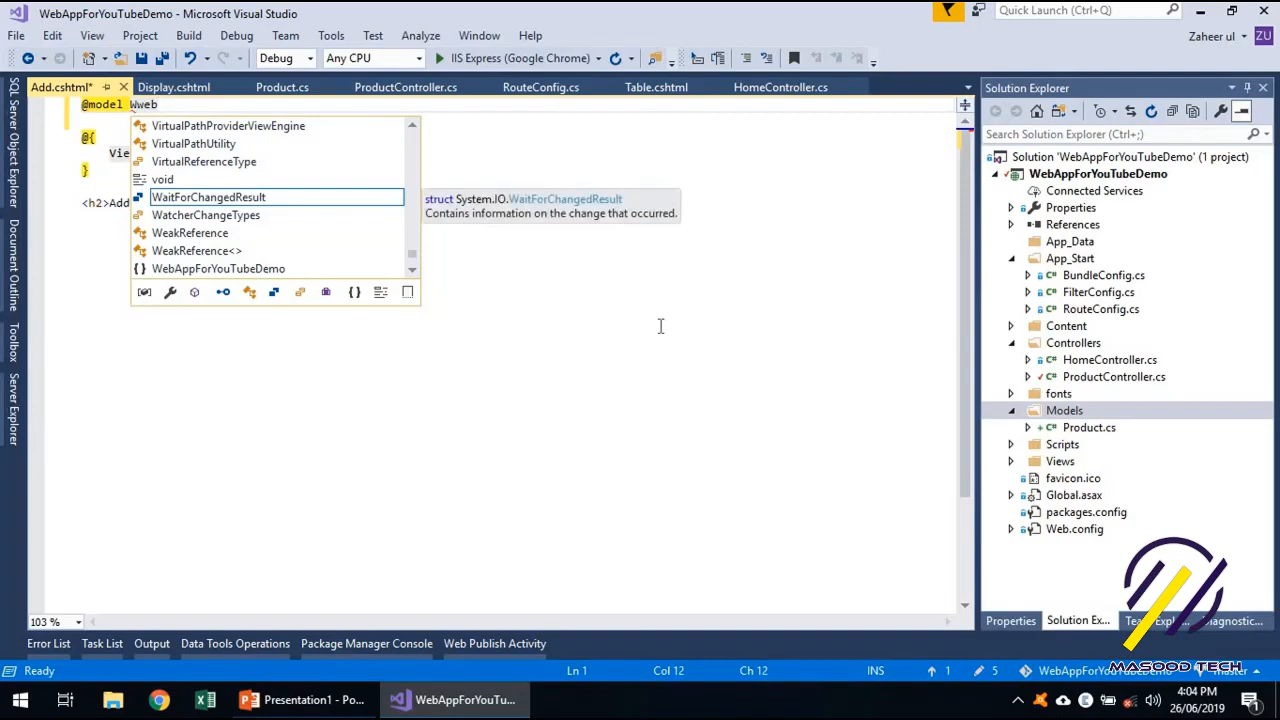 WebAppForYouTubeDemo - Microsoft Visual Studio
Quick Launch (Ctrl+Q)
File Edit View Project Build Debug Team Tools Test Analyze Window Help
Zaheer ul ZU
Debug Any CPU IIS Express (Google Chrome)
Add.cshtml* Display.cshtml Product.cs ProductController.cs RouteConfig.cs Table.cshtml HomeController.cs
SQL Server Object Explorer
Document Outline
Toolbox
Server Explorer
@model Wweb
@{
Vie
}
<h2>Add
VirtualPathProviderViewEngine
VirtualPathUtility
VirtualReferenceType
void
WaitForChangedResult
WatcherChangeTypes
WeakReference
WeakReference<>
{ } WebAppForYouTubeDemo
struct System.IO.WaitForChangedResult
Contains information on the change that occurred.
103 %
Solution Explorer
Search Solution Explorer (Ctrl+;)
Solution 'WebAppForYouTubeDemo' (1 project)
WebAppForYouTubeDemo
Connected Services
Properties
References
App_Data
App_Start
BundleConfig.cs
FilterConfig.cs
RouteConfig.cs
Content
Controllers
HomeController.cs
ProductController.cs
fonts
Models
Product.cs
Scripts
Views
favicon.ico
Global.asax
packages.config
Web.config
Properties Solution Ex... Team Expl... Diagnostic...
Error List Task List Output Data Tools Operations Package Manager Console Web Publish Activity
Ready Ln 1 Col 12 Ch 12 INS 1 5 WebAppForYouTubeDemo master
MASOOD TECH
Presentation1 - Po... WebAppForYouTu...
4:04 PM
26/06/2019
1